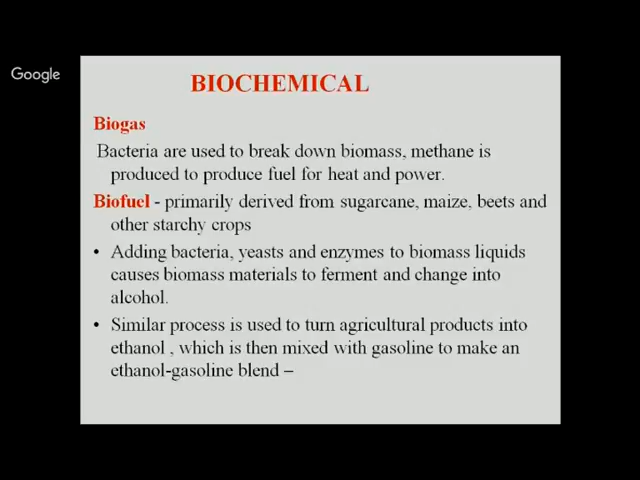 Google
BIOCHEMICAL
Biogas
Bacteria are used to break down biomass, methane is
produced to produce fuel for heat and power.
Biofuel - primarily derived from sugarcane, maize, beets and
other starchy crops
• Adding bacteria, yeasts and enzymes to biomass liquids
causes biomass materials to ferment and change into
alcohol.
• Similar process is used to turn agricultural products into
ethanol , which is then mixed with gasoline to make an
ethanol-gasoline blend –